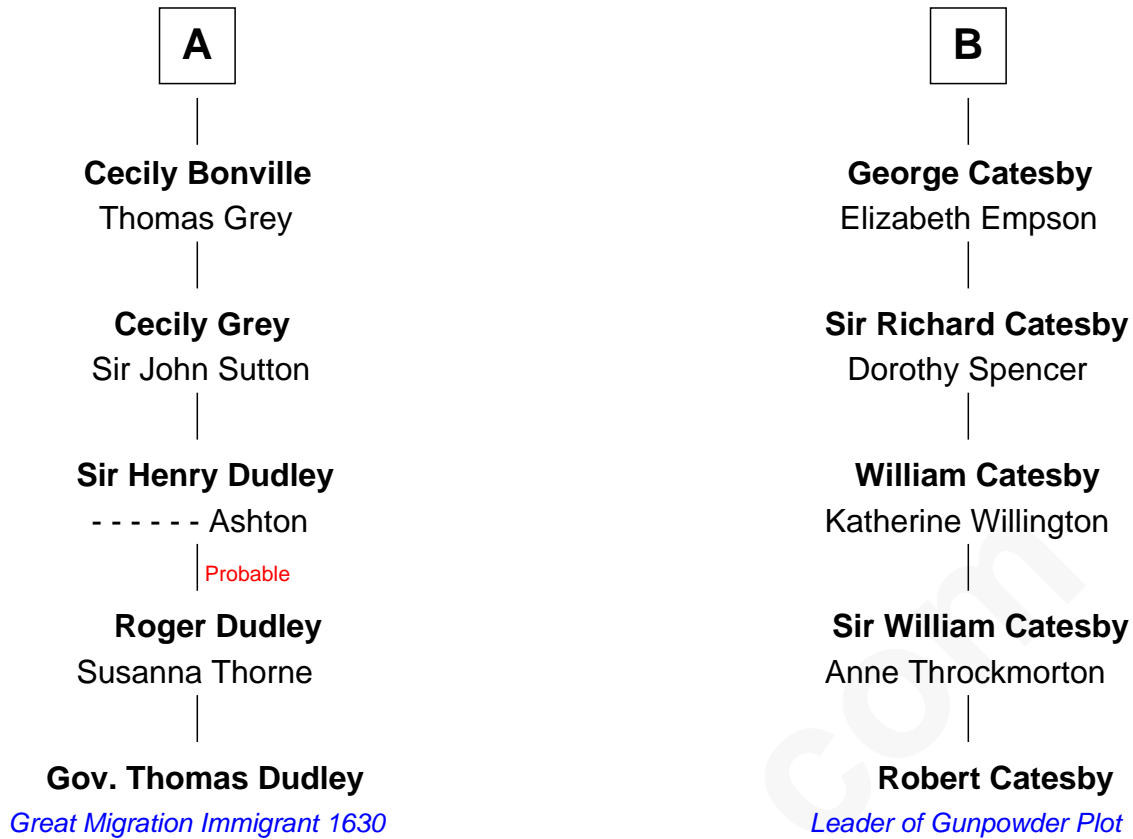 A
Cecily Bonville
Thomas Grey
Cecily Grey
Sir John Sutton
Sir Henry Dudley
- - - - - - Ashton
Probable
Roger Dudley
Susanna Thorne
Gov. Thomas Dudley
Great Migration Immigrant 1630
B
George Catesby
Elizabeth Empson
Sir Richard Catesby
Dorothy Spencer
William Catesby
Katherine Willington
Sir William Catesby
Anne Throckmorton
Robert Catesby
Leader of Gunpowder Plot
com